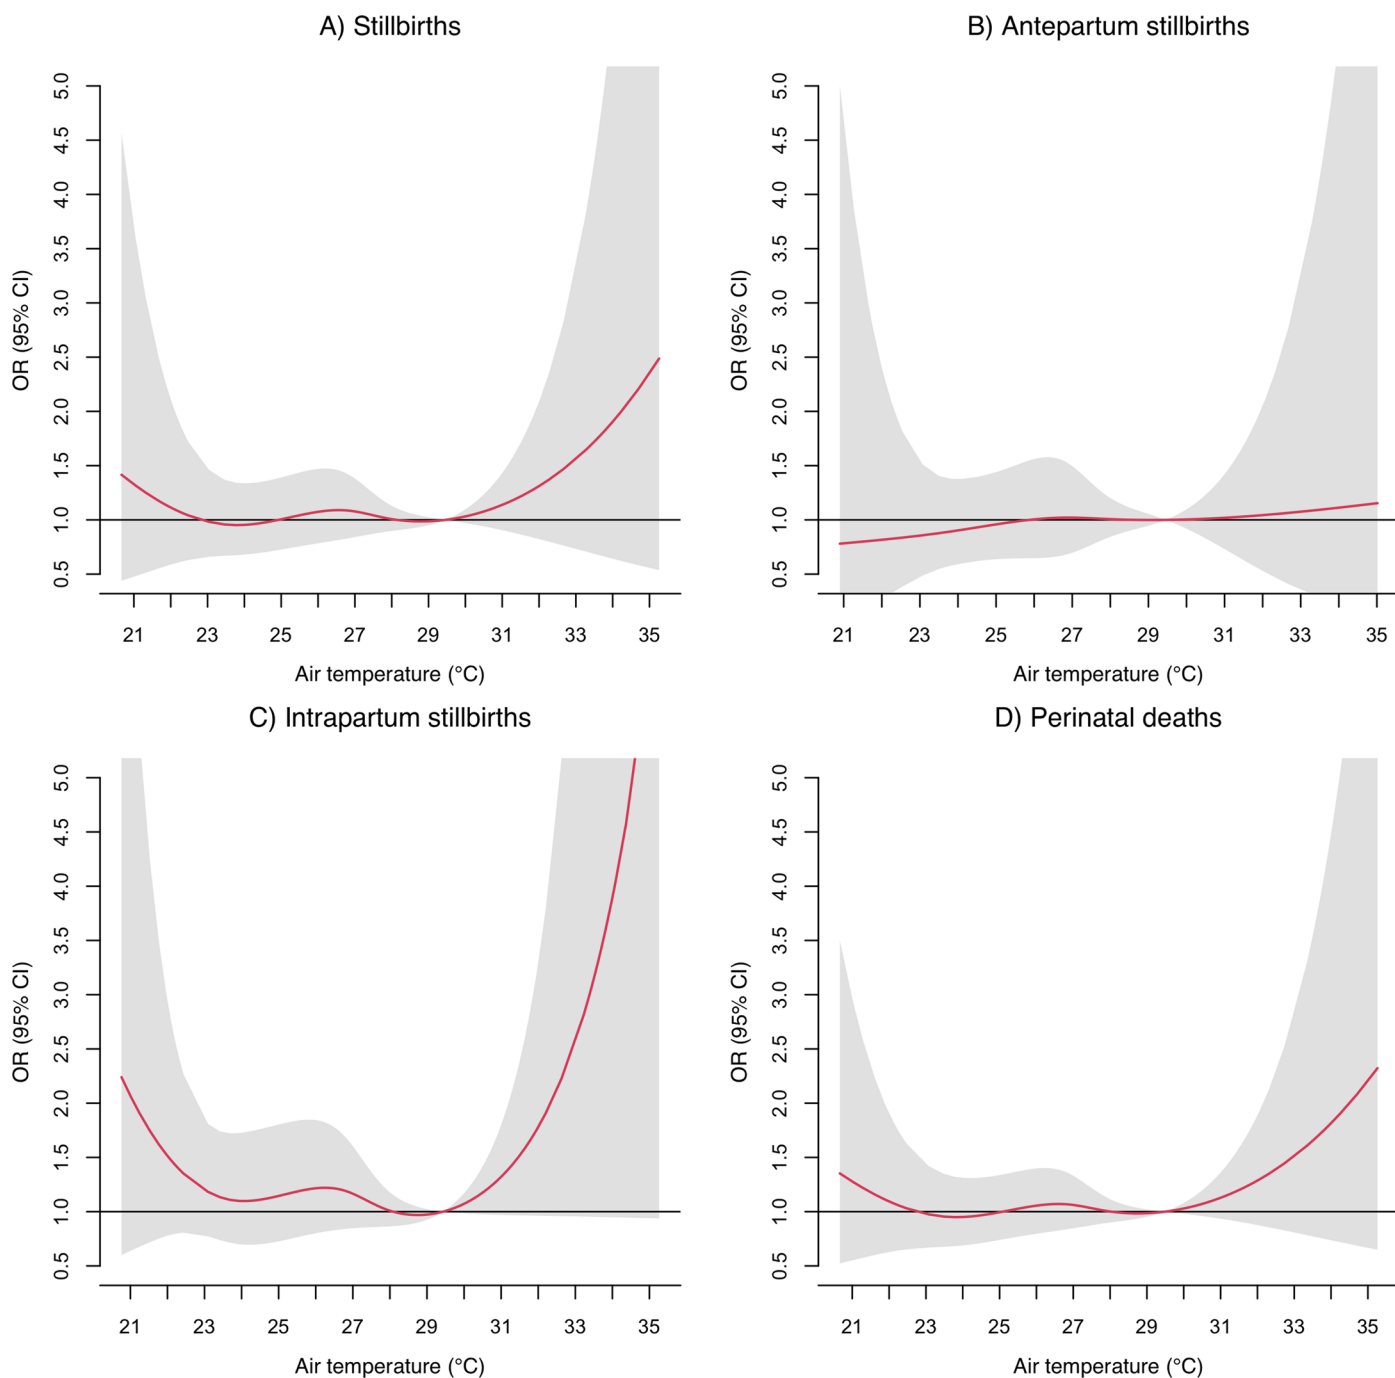 A) Stillbirths
OR (95% CI)
5.0
4.5
4.0
3.5
3.0
2.5
2.0
1.5
1.0
0.5
21 23 25 27 29 31 33 35
Air temperature (°C)
B) Antepartum stillbirths
OR (95% CI)
5.0
4.5
4.0
3.5
3.0
2.5
2.0
1.5
1.0
0.5
21 23 25 27 29 31 33 35
Air temperature (°C)
C) Intrapartum stillbirths
OR (95% CI)
5.0
4.5
4.0
3.5
3.0
2.5
2.0
1.5
1.0
0.5
21 23 25 27 29 31 33 35
Air temperature (°C)
D) Perinatal deaths
OR (95% CI)
5.0
4.5
4.0
3.5
3.0
2.5
2.0
1.5
1.0
0.5
21 23 25 27 29 31 33 35
Air temperature (°C)